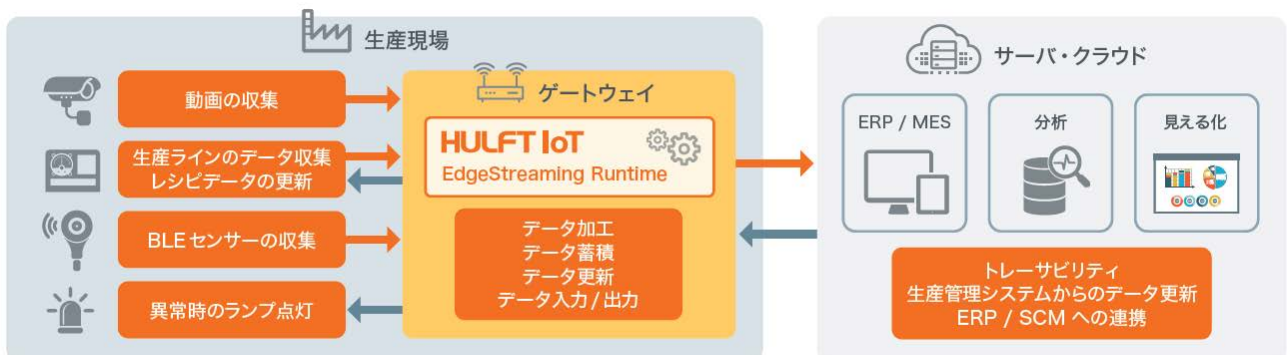 生産現場
動画の収集
生産ラインのデータ収集
レシピデータの更新
BLEセンサーの収集
異常時のランプ点灯
ゲートウェイ
HULFT IoT
EdgeStreaming Runtime
データ加工
データ蓄積
データ更新
データ入力/出力
サーバ・クラウド
ERP / MES
分析
見える化
トレーサビリティ
生産管理システムからのデータ更新
ERP / SCM への連携